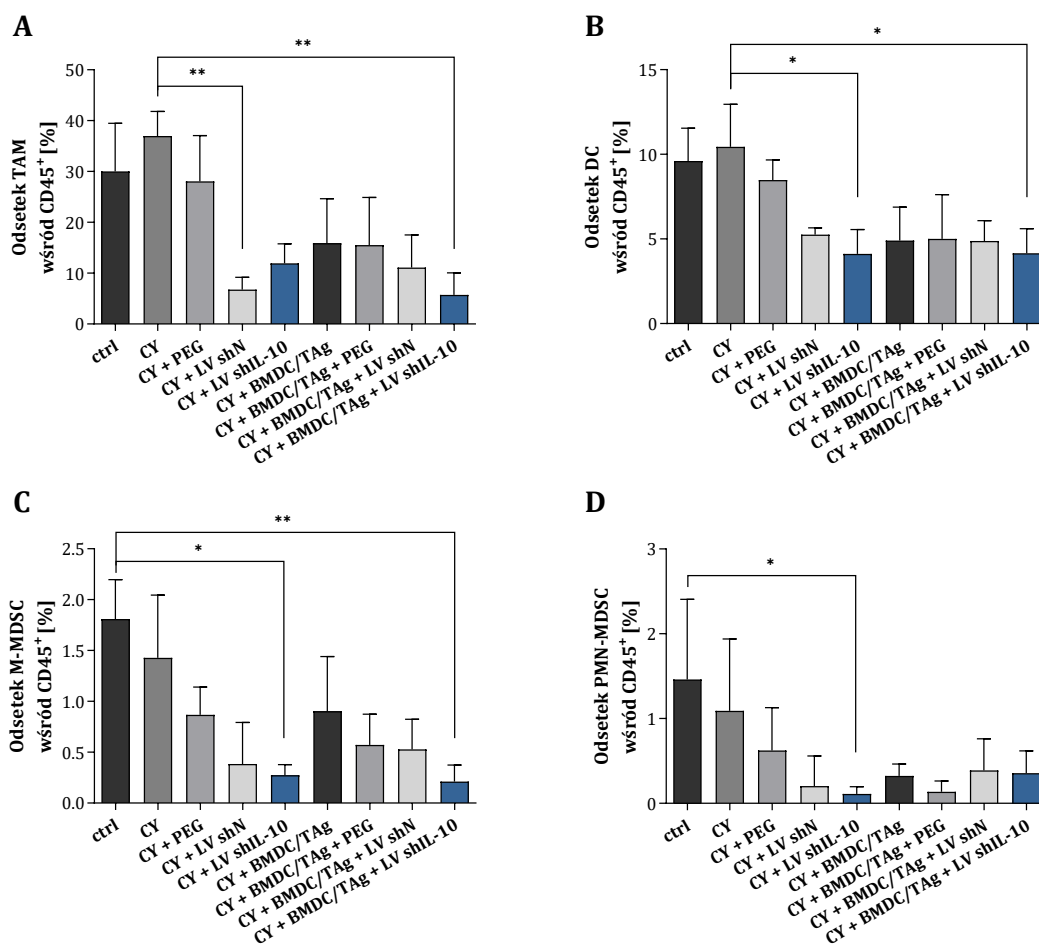 A
**
**
50
40
30
20
10
0
Odsetek TAM
wśród CD45⁺ [%]
ctrl
CY
CY + PEG
CY + LV shN
CY + LV shIL-10
CY + BMDC/TAg
CY + BMDC/TAg + PEG
CY + BMDC/TAg + LV shN
CY + BMDC/TAg + LV shIL-10
B
*
*
15
10
5
0
Odsetek DC
wśród CD45⁺ [%]
ctrl
CY
CY + PEG
CY + LV shN
CY + LV shIL-10
CY + BMDC/TAg
CY + BMDC/TAg + PEG
CY + BMDC/TAg + LV shN
CY + BMDC/TAg + LV shIL-10
C
**
*
2.5
2.0
1.5
1.0
0.5
0.0
Odsetek M-MDSC
wśród CD45⁺ [%]
ctrl
CY
CY + PEG
CY + LV shN
CY + LV shIL-10
CY + BMDC/TAg
CY + BMDC/TAg + PEG
CY + BMDC/TAg + LV shN
CY + BMDC/TAg + LV shIL-10
D
*
3
2
1
0
Odsetek PMN-MDSC
wśród CD45⁺ [%]
ctrl
CY
CY + PEG
CY + LV shN
CY + LV shIL-10
CY + BMDC/TAg
CY + BMDC/TAg + PEG
CY + BMDC/TAg + LV shN
CY + BMDC/TAg + LV shIL-10